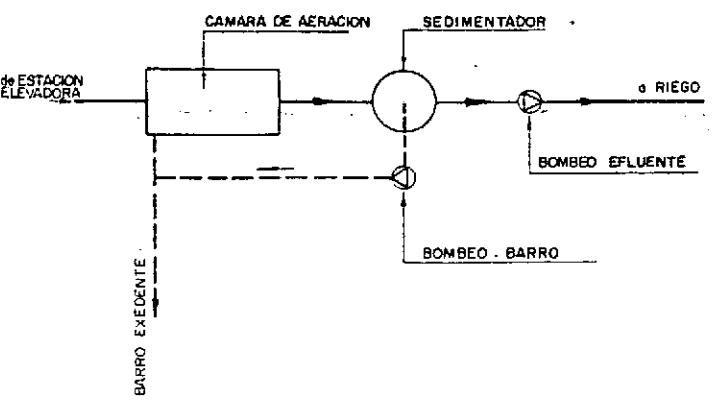 CAMARA DE AERACION
SEDIMENTADOR
de ESTACION
ELEVADORA
a RIEGO
BOMBEO EFLUENTE
BOMBEO - BARRO
BARRO EXEDENTE